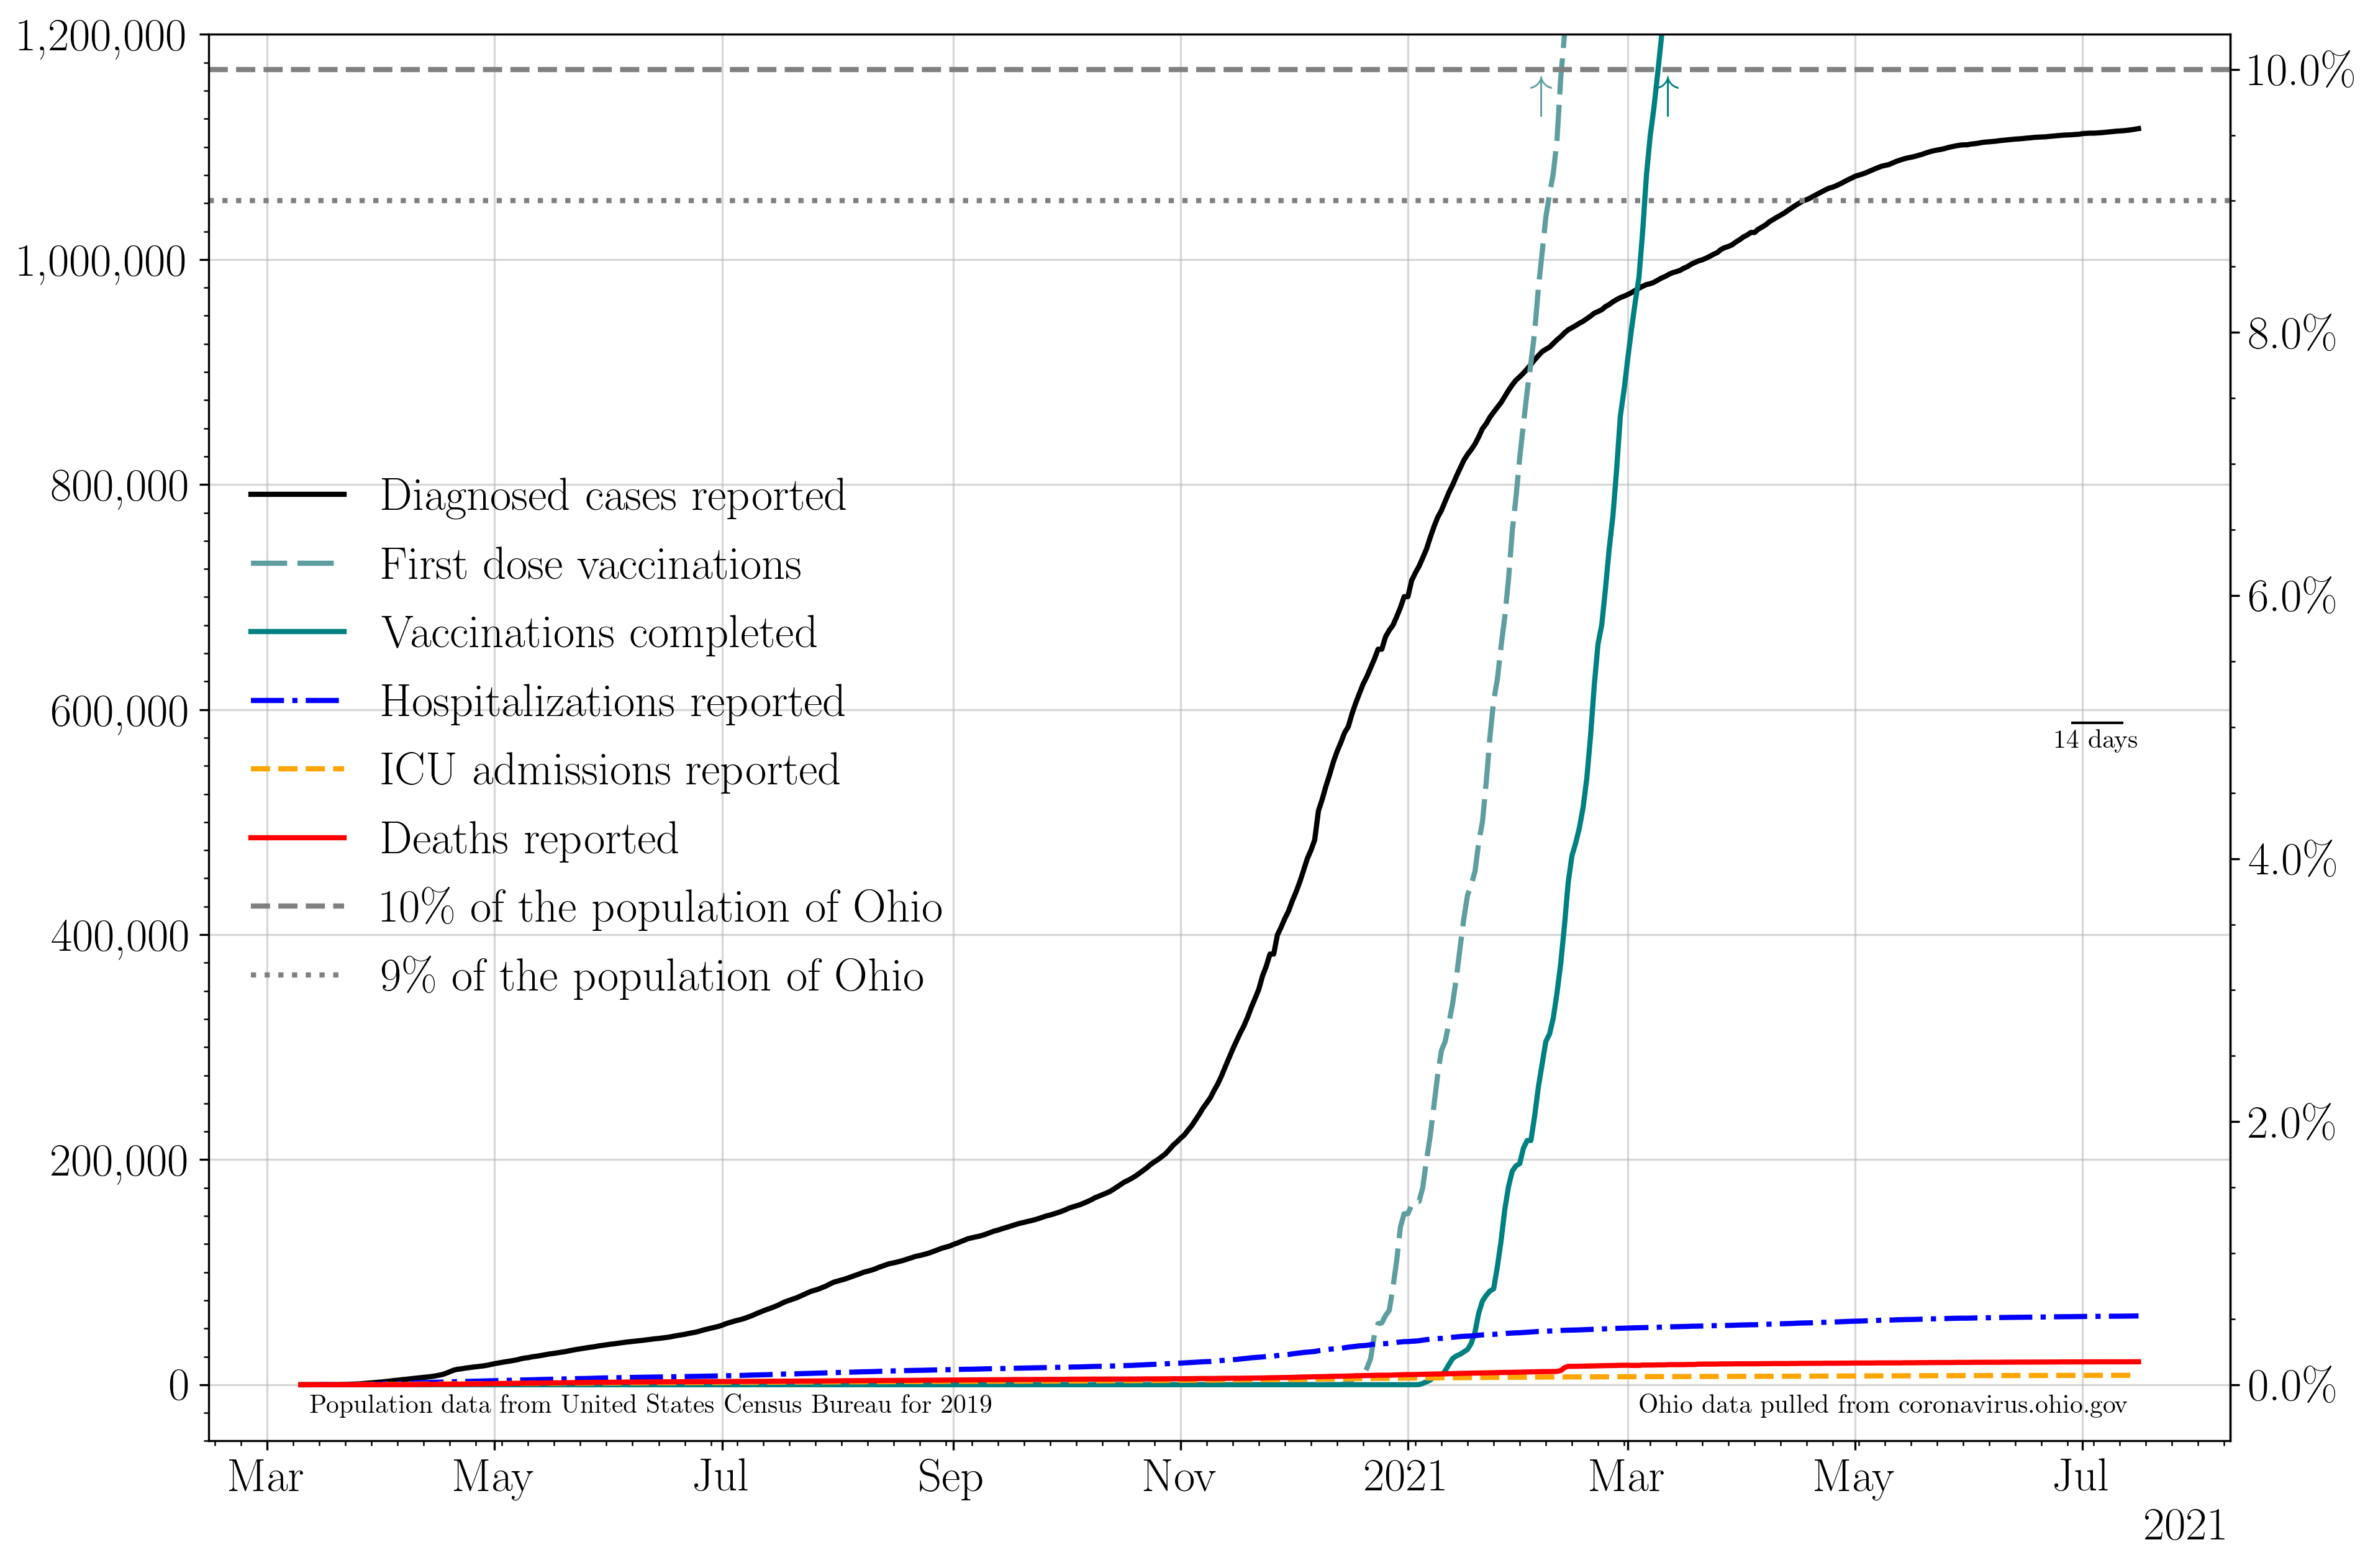 1,200,000
1,000,000
800,000
600,000
400,000
200,000
0
10.0%
8.0%
6.0%
4.0%
2.0%
0.0%
↑ ↑
Diagnosed cases reported
First dose vaccinations
Vaccinations completed
Hospitalizations reported
ICU admissions reported
Deaths reported
10% of the population of Ohio
9% of the population of Ohio
14 days
Population data from United States Census Bureau for 2019
Ohio data pulled from coronavirus.ohio.gov
Mar May Jul Sep Nov 2021 Mar May Jul
2021